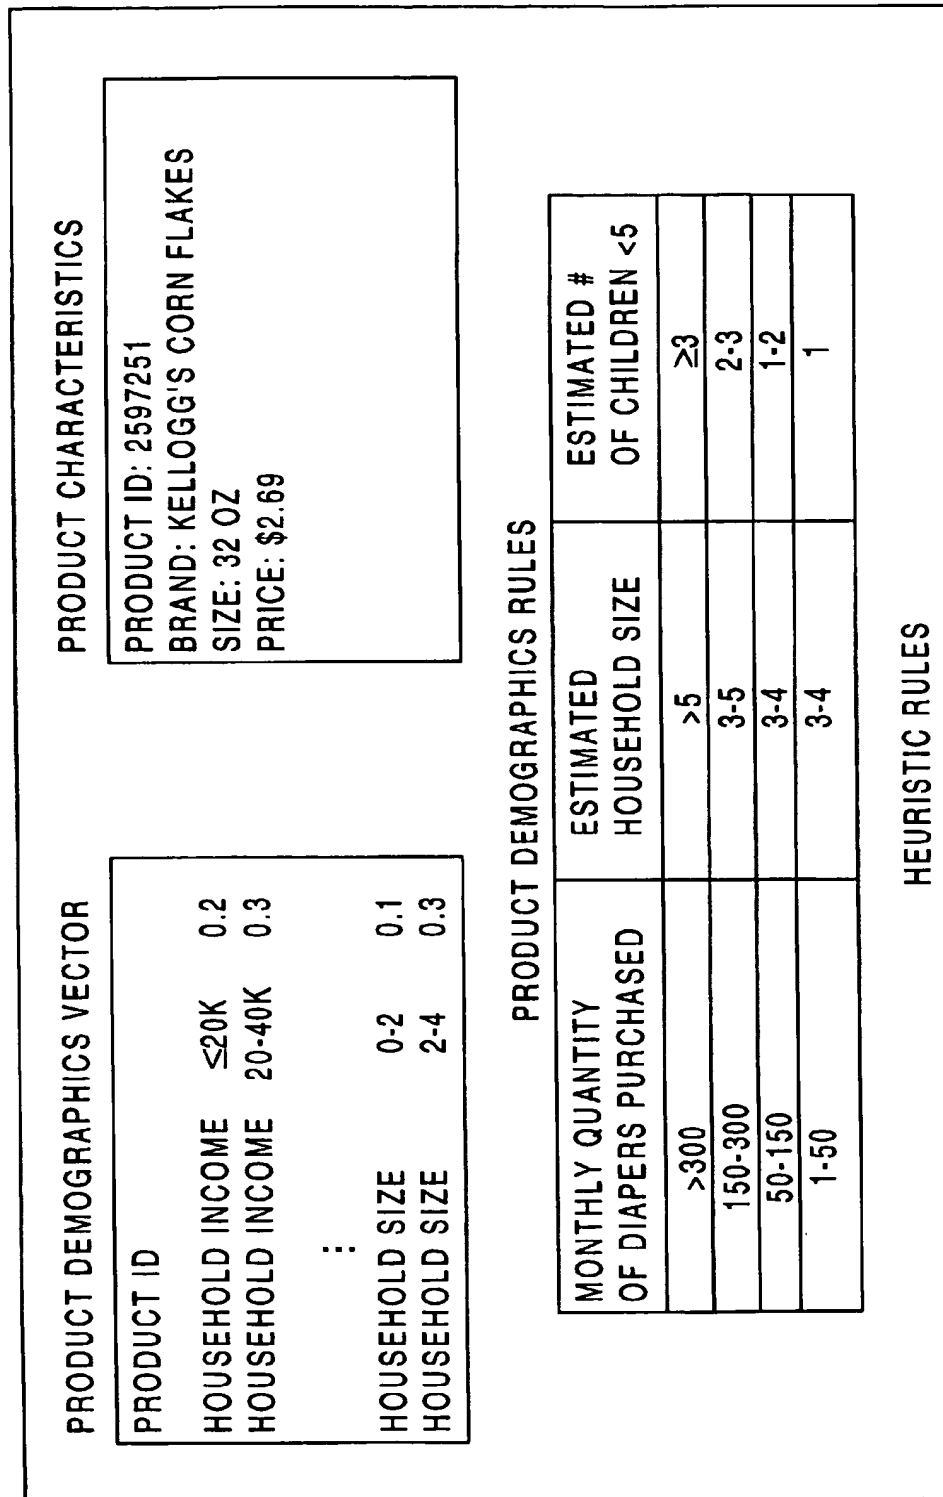 PRODUCT DEMOGRAPHICS VECTOR
PRODUCT ID
HOUSEHOLD INCOME ≤20K 0.2
HOUSEHOLD INCOME 20-40K 0.3
⋮
HOUSEHOLD SIZE 0-2 0.1
HOUSEHOLD SIZE 2-4 0.3
PRODUCT CHARACTERISTICS
PRODUCT ID: 2597251
BRAND: KELLOGG'S CORN FLAKES
SIZE: 32 OZ
PRICE: $2.69
PRODUCT DEMOGRAPHICS RULES
MONTHLY QUANTITY
OF DIAPERS PURCHASED
ESTIMATED
HOUSEHOLD SIZE
ESTIMATED #
OF CHILDREN <5
>300 >5 ≥3
150-300 3-5 2-3
50-150 3-4 1-2
1-50 3-4 1
HEURISTIC RULES